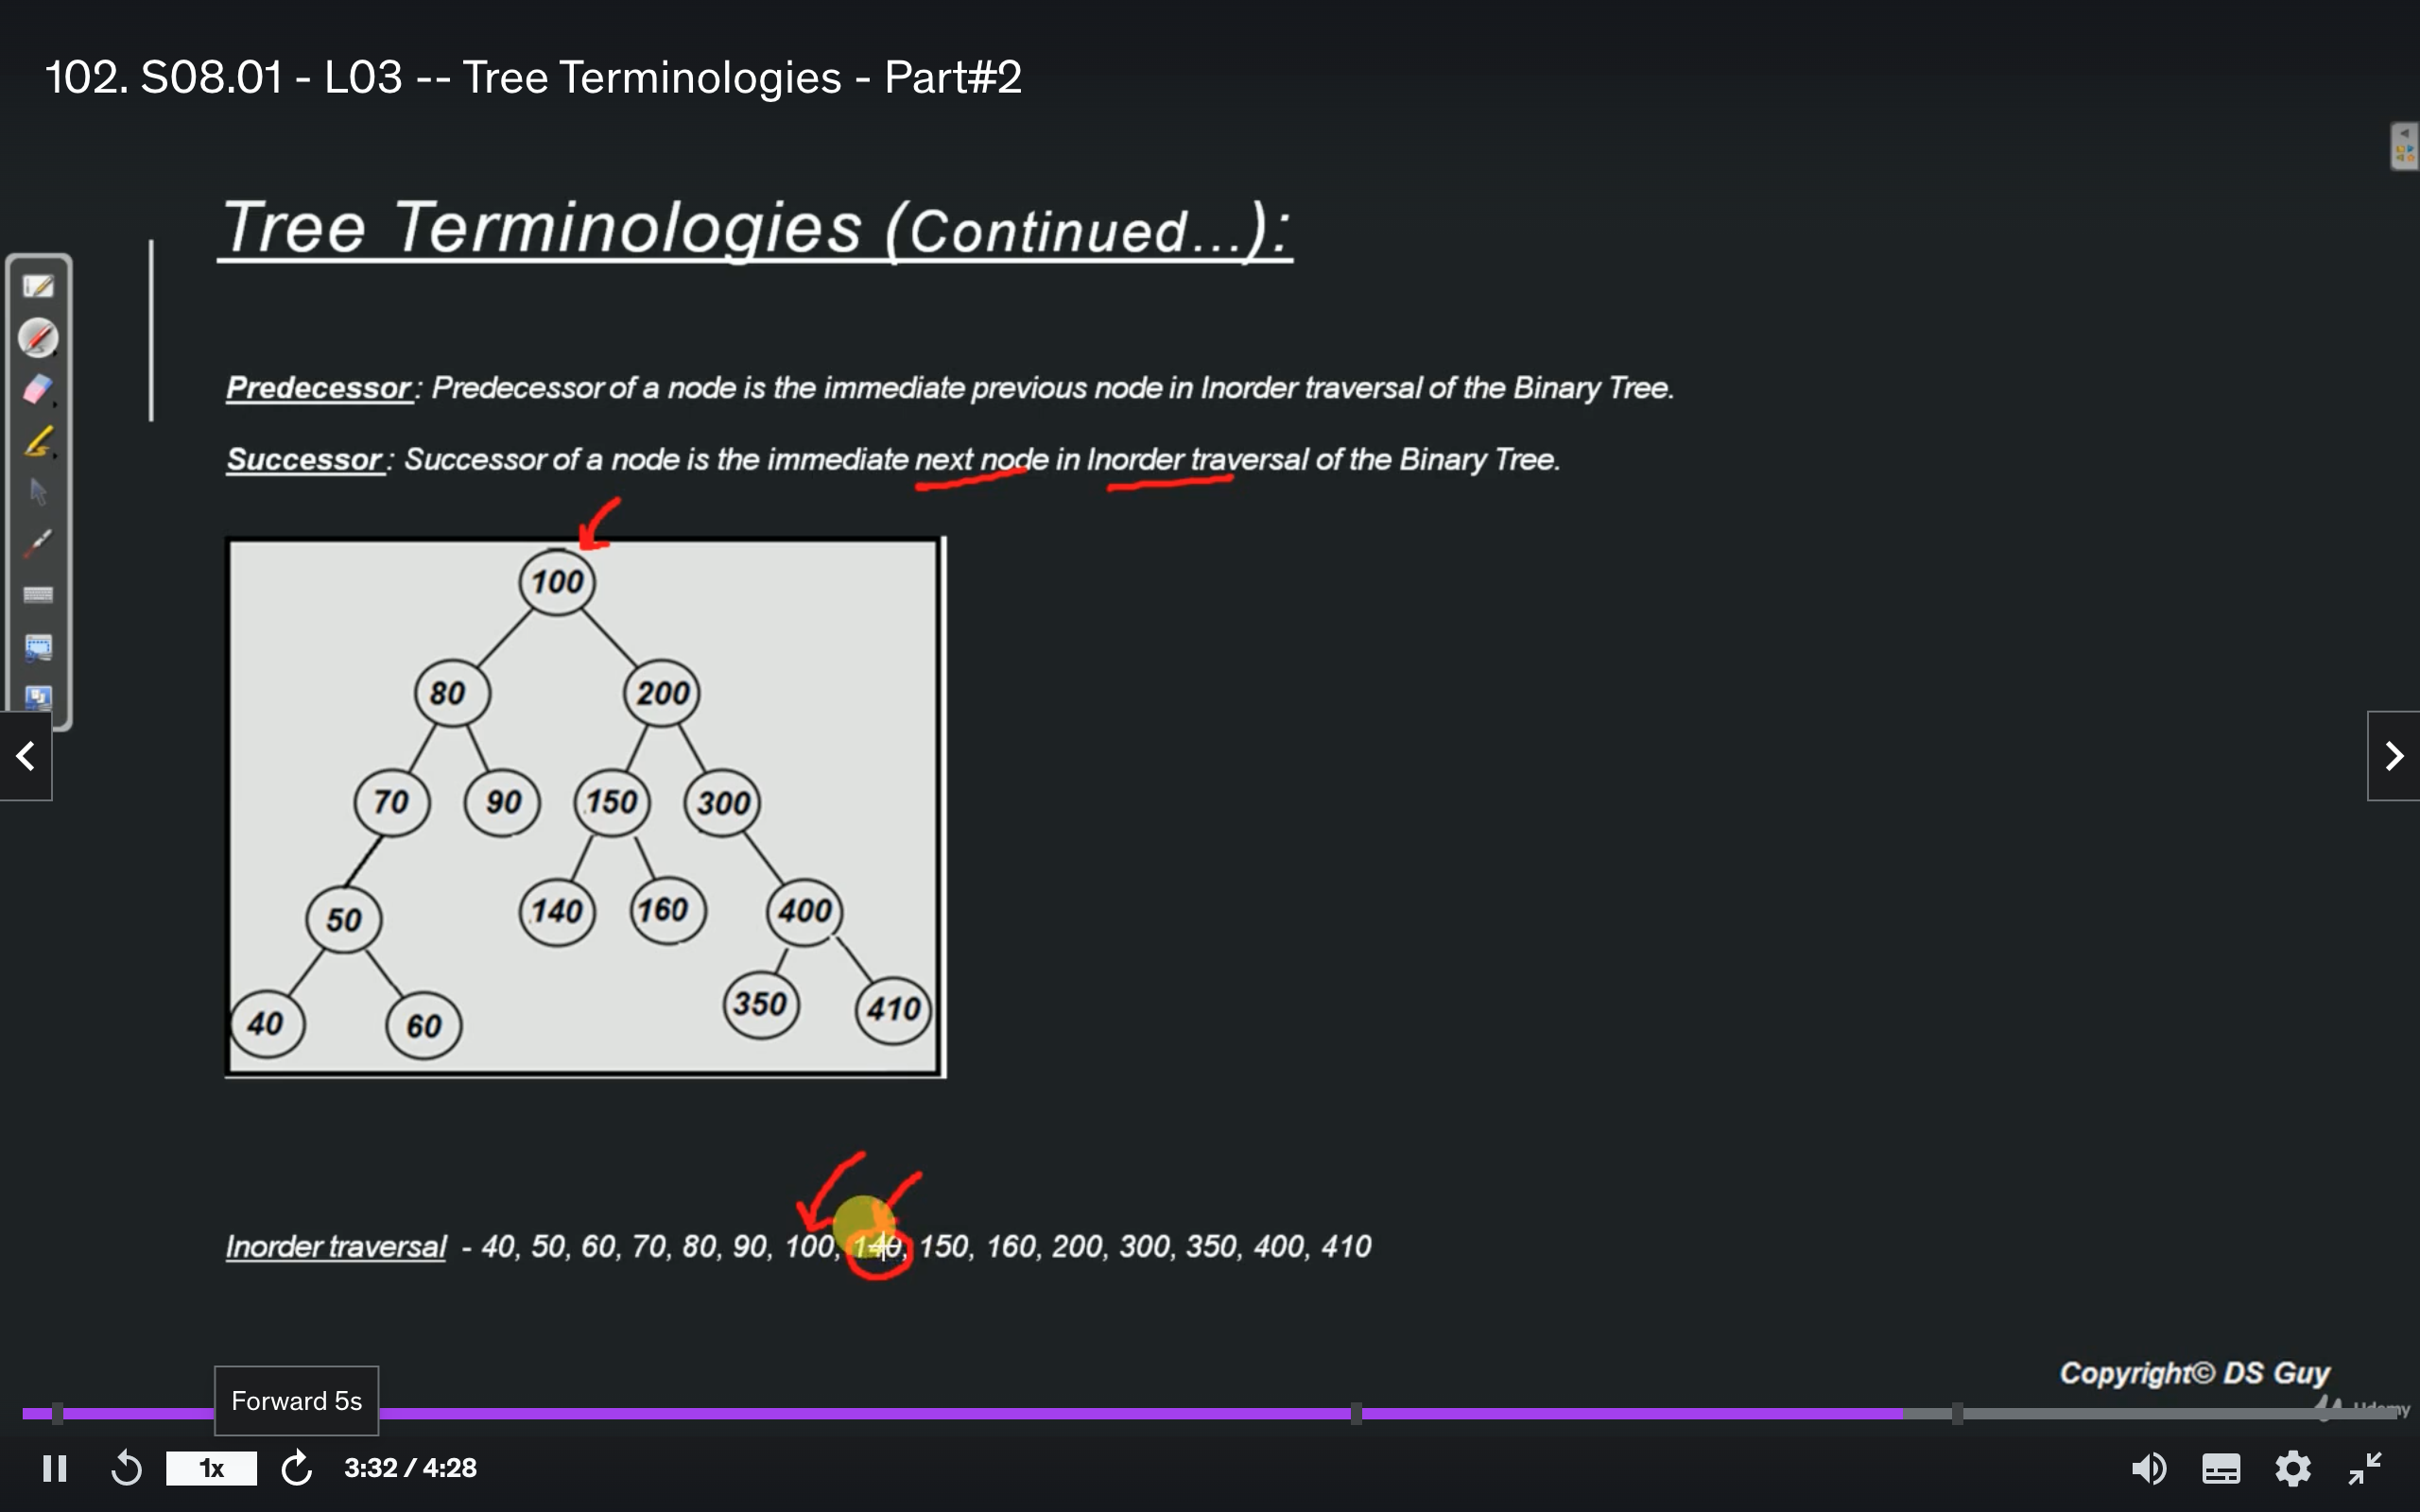 102. S08.01 - L03 -- Tree Terminologies - Part#2
Tree Terminologies (Continued...):
Predecessor: Predecessor of a node is the immediate previous node in Inorder traversal of the Binary Tree.
Successor: Successor of a node is the immediate next node in Inorder traversal of the Binary Tree.
100
80 200
70 90 150 300
50 140 160 400
40 60 350 410
Inorder traversal - 40, 50, 60, 70, 80, 90, 100, 140, 150, 160, 200, 300, 350, 400, 410
Copyright© DS Guy
Udemy
Forward 5s
1x 3:32 / 4:28